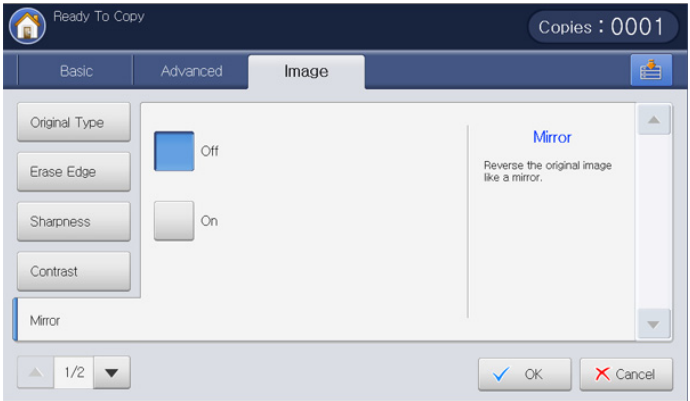 Ready To Copy
Copies : 0001
Basic
Advanced
Image
Original Type
Erase Edge
Sharpness
Contrast
Mirror
Off
On
Mirror
Reverse the original image
like a mirror.
1/2
OK
Cancel